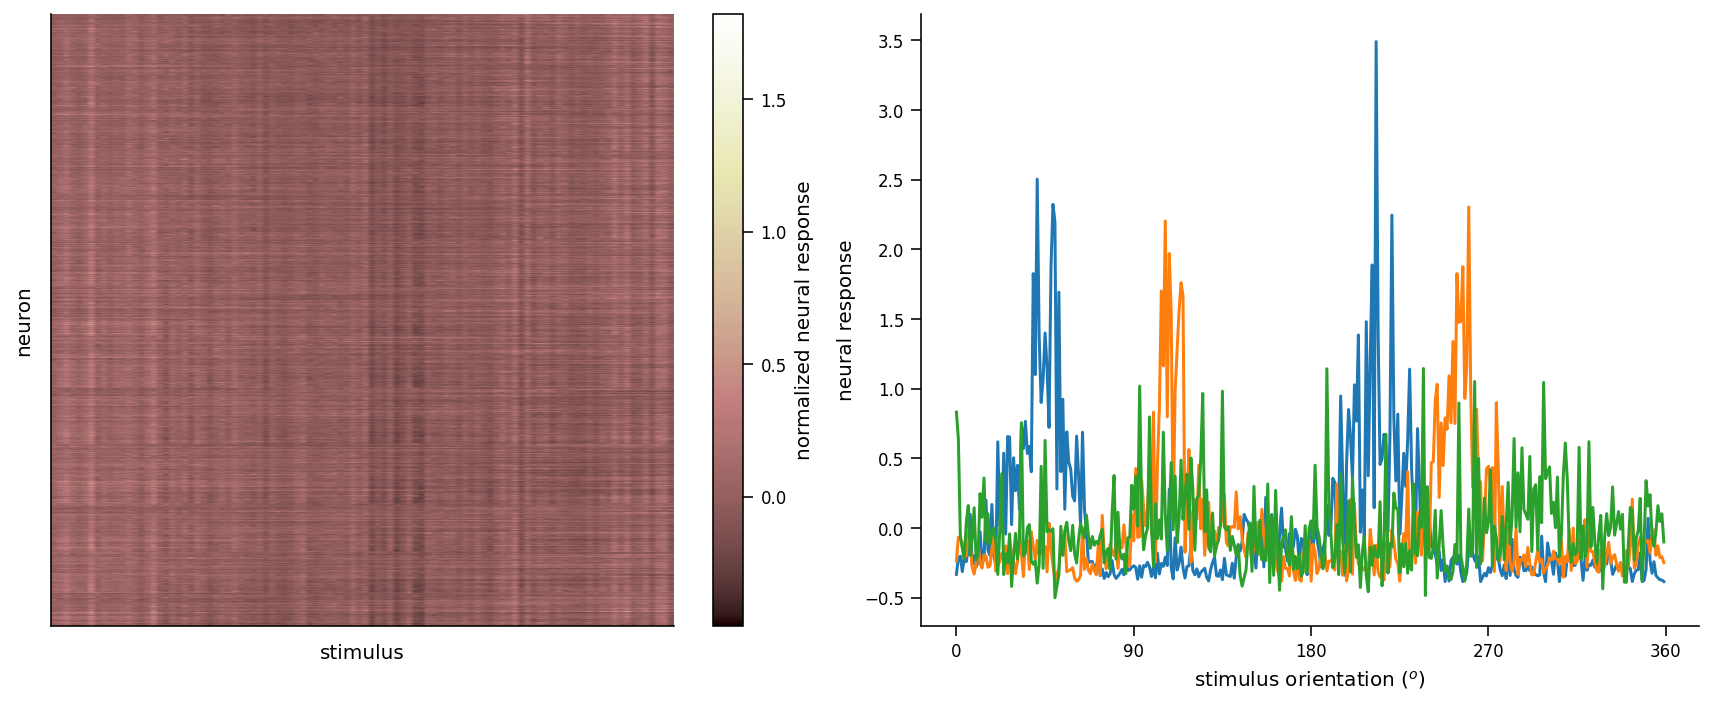 neuron
stimulus
1.5
1.0
0.5
0.0
normalized neural response
neural response
3.5
3.0
2.5
2.0
1.5
1.0
0.5
0.0
−0.5
0 90 180 270 360
stimulus orientation (o)